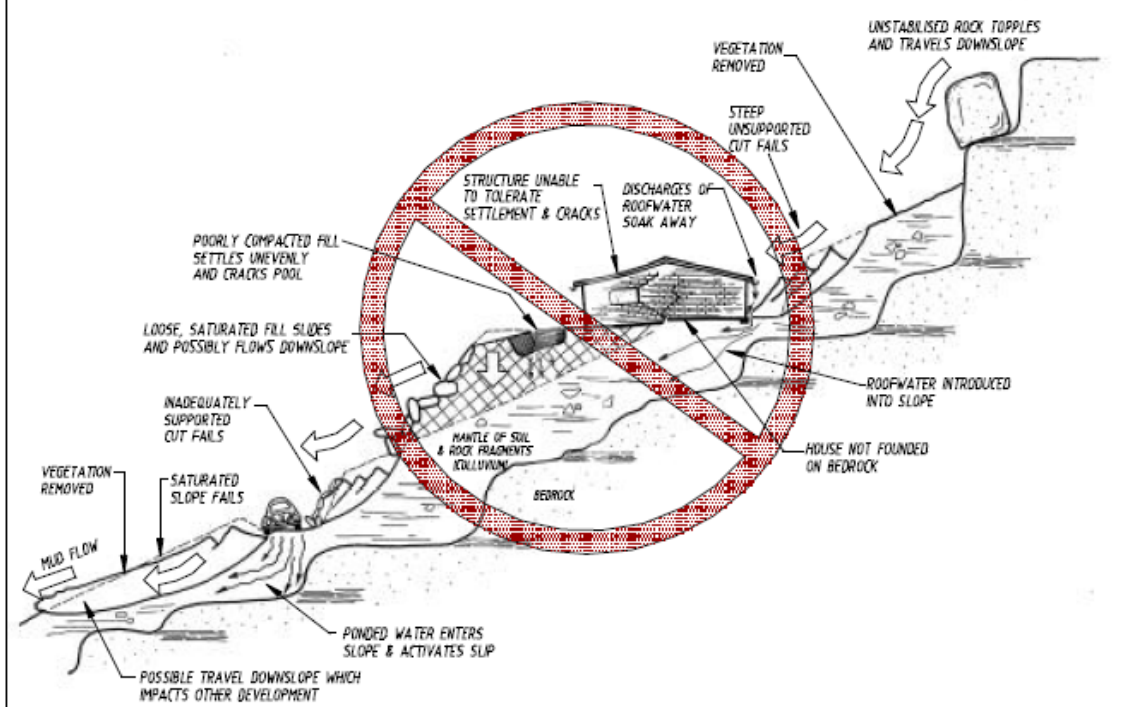 UNSTABILISED ROCK TOPPLES
AND TRAVELS DOWNSLOPE
VEGETATION
REMOVED
STEEP
UNSUPPORTED
CUT FAILS
STRUCTURE UNABLE
TO TOLERATE
SETTLEMENT & CRACKS
DISCHARGES OF
ROOFWATER
SOAK AWAY
POORLY COMPACTED FILL
SETTLES UNEVENLY
AND CRACKS POOL
LOOSE, SATURATED FILL SLIDES
AND POSSIBLY FLOWS DOWNSLOPE
ROOFWATER INTRODUCED
INTO SLOPE
INADEQUATELY
SUPPORTED
CUT FAILS
MANTLE OF SOIL
& ROCK FRAGMENTS
(COLLUVIUM)
HOUSE NOT FOUNDED
ON BEDROCK
VEGETATION
REMOVED
SATURATED
SLOPE FAILS
BEDROCK
MUD FLOW
PONDED WATER ENTERS
SLOPE & ACTIVATES SLIP
POSSIBLE TRAVEL DOWNSLOPE WHICH
IMPACTS OTHER DEVELOPMENT